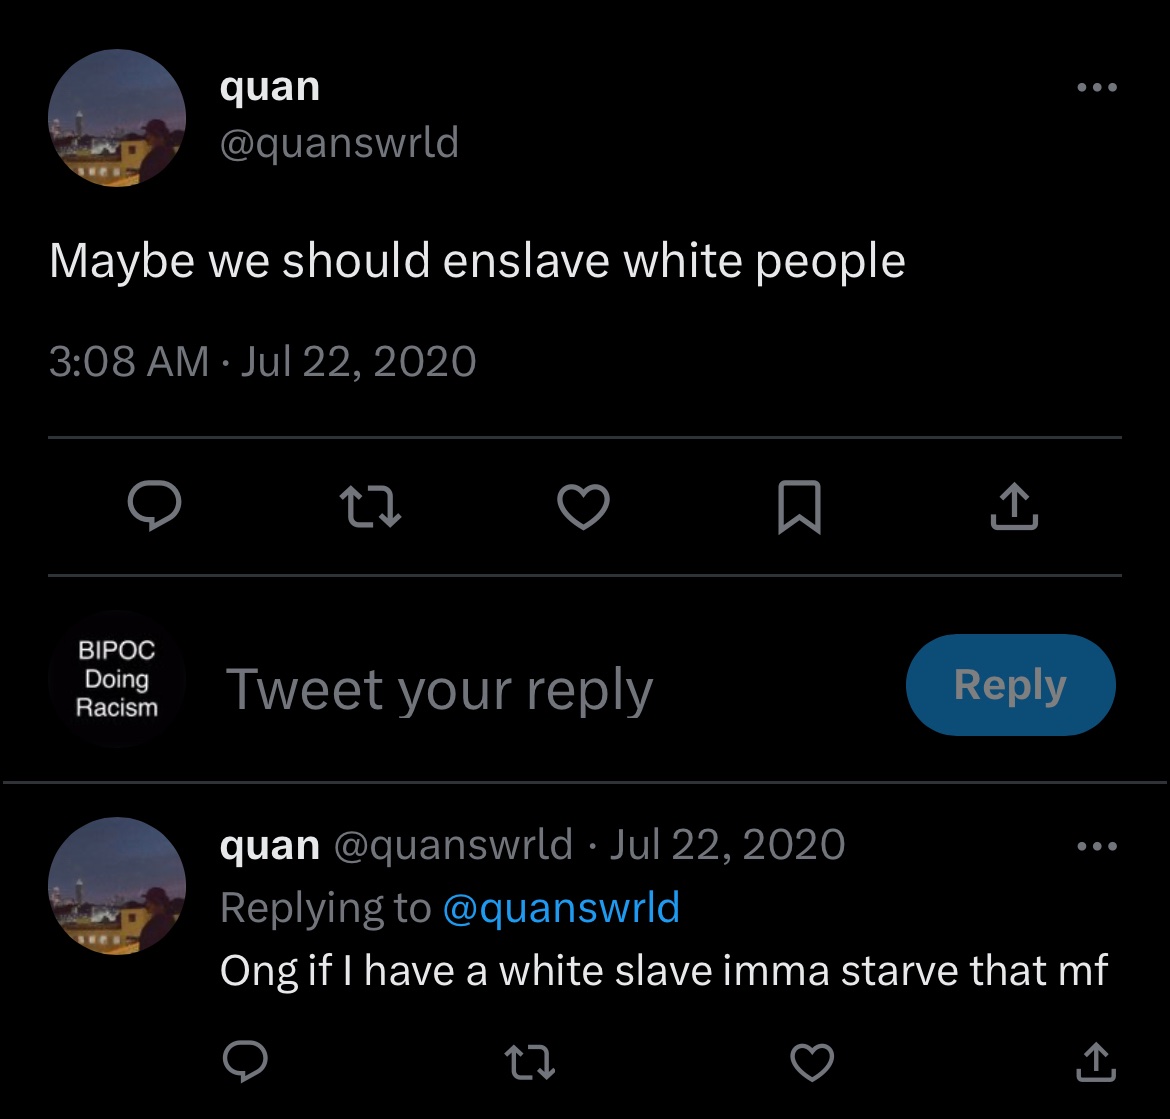 quan
@quanswrld
Maybe we should enslave white people
3:08 AM · Jul 22, 2020
BIPOC
Doing
Racism
Tweet your reply
Reply
quan @quanswrld · Jul 22, 2020
Replying to @quanswrld
Ong if I have a white slave imma starve that mf